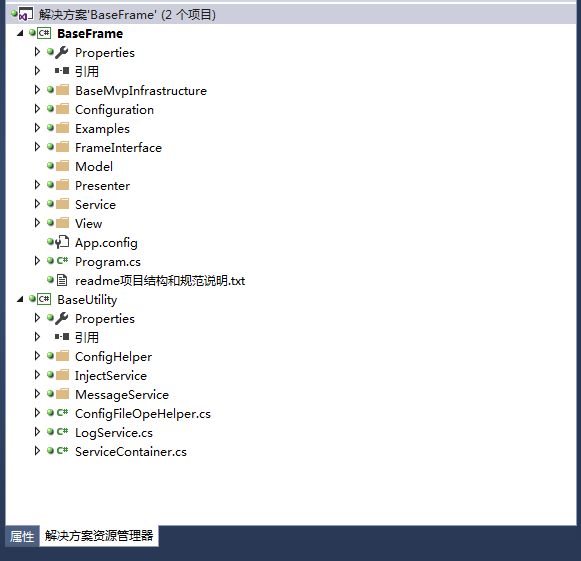 解决方案'BaseFrame' (2 个项目)
C# BaseFrame
Properties
引用
BaseMvpInfrastructure
Configuration
Examples
FrameInterface
Model
Presenter
Service
View
App.config
C# Program.cs
readme项目结构和规范说明.txt
C# BaseUtility
Properties
引用
ConfigHelper
InjectService
MessageService
C# ConfigFileOpeHelper.cs
C# LogService.cs
C# ServiceContainer.cs
属性 解决方案资源管理器